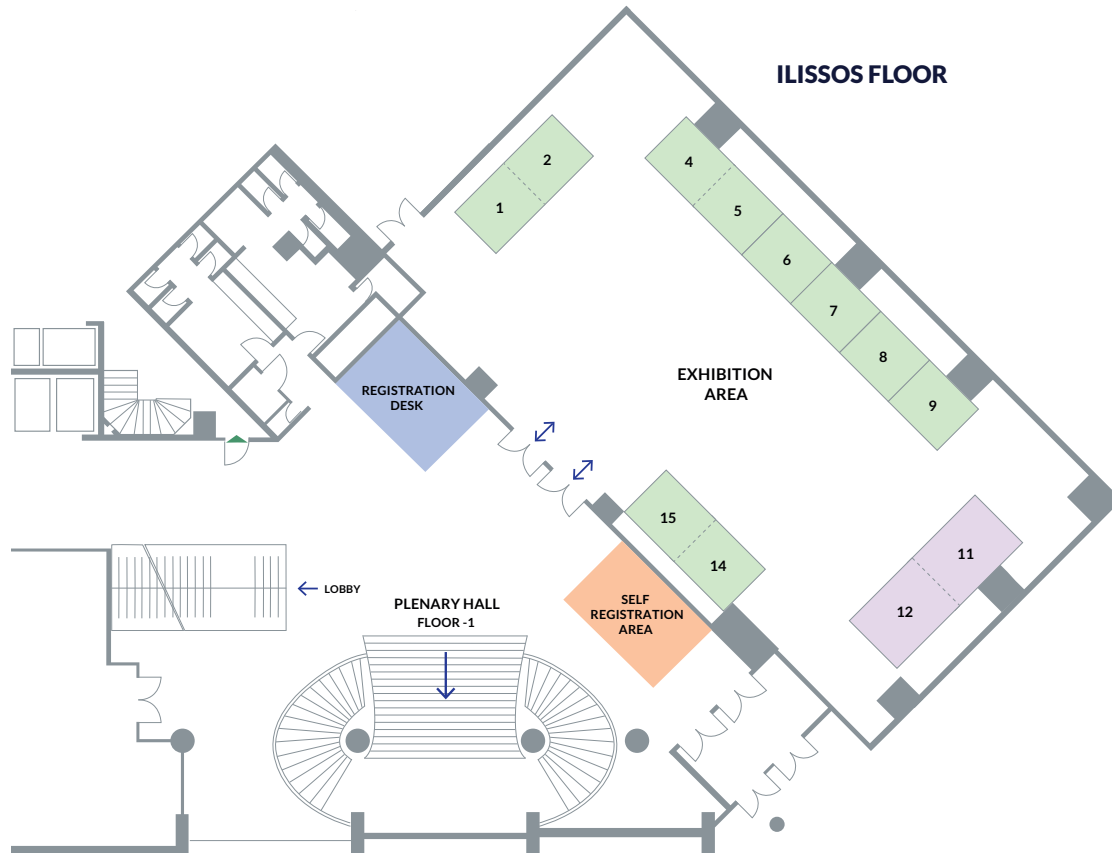 ILISSOS FLOOR
2
4
1
5
6
7
8
9
EXHIBITION
AREA
REGISTRATION
DESK
15
14
11
12
LOBBY
PLENARY HALL
FLOOR -1
SELF
REGISTRATION
AREA